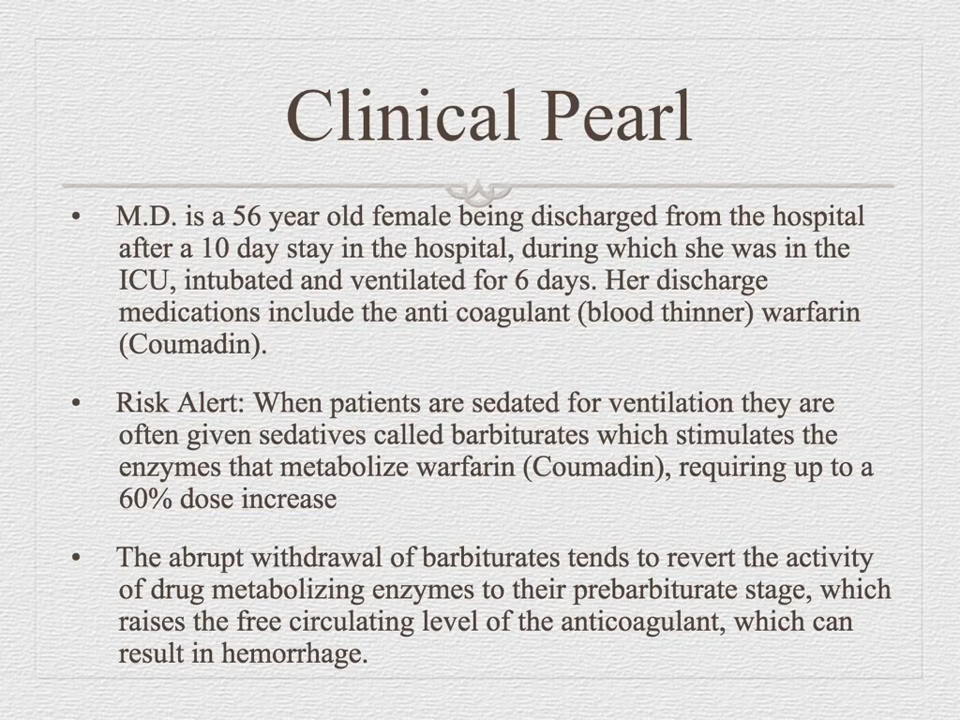 Clinical Pearl
• M.D. is a 56 year old female being discharged from the hospital
after a 10 day stay in the hospital, during which she was in the
ICU, intubated and ventilated for 6 days. Her discharge
medications include the anti coagulant (blood thinner) warfarin
(Coumadin).
• Risk Alert: When patients are sedated for ventilation they are
often given sedatives called barbiturates which stimulates the
enzymes that metabolize warfarin (Coumadin), requiring up to a
60% dose increase
• The abrupt withdrawal of barbiturates tends to revert the activity
of drug metabolizing enzymes to their prebarbiturate stage, which
raises the free circulating level of the anticoagulant, which can
result in hemorrhage.